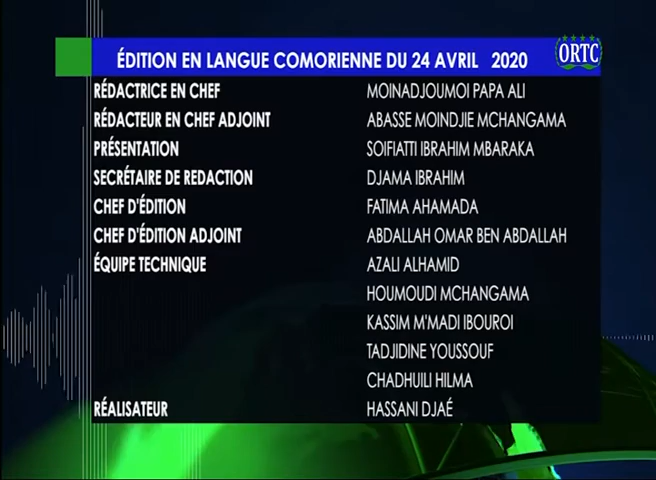 ÉDITION EN LANGUE COMORIENNE DU 24 AVRIL 2020
ORTC
RÉDACTRICE EN CHEF MOINADJOUMOI PAPA ALI
RÉDACTEUR EN CHEF ADJOINT ABASSE MOINDJIE MCHANGAMA
PRÉSENTATION SOIFIATTI IBRAHIM MBARAKA
SECRÉTAIRE DE REDACTION DJAMA IBRAHIM
CHEF D'ÉDITION FATIMA AHAMADA
CHEF D'ÉDITION ADJOINT ABDALLAH OMAR BEN ABDALLAH
ÉQUIPE TECHNIQUE AZALI ALHAMID
HOUMOUDI MCHANGAMA
KASSIM M'MADI IBOUROI
TADJIDINE YOUSSOUF
CHADHUILI HILMA
RÉALISATEUR HASSANI DJAÉ